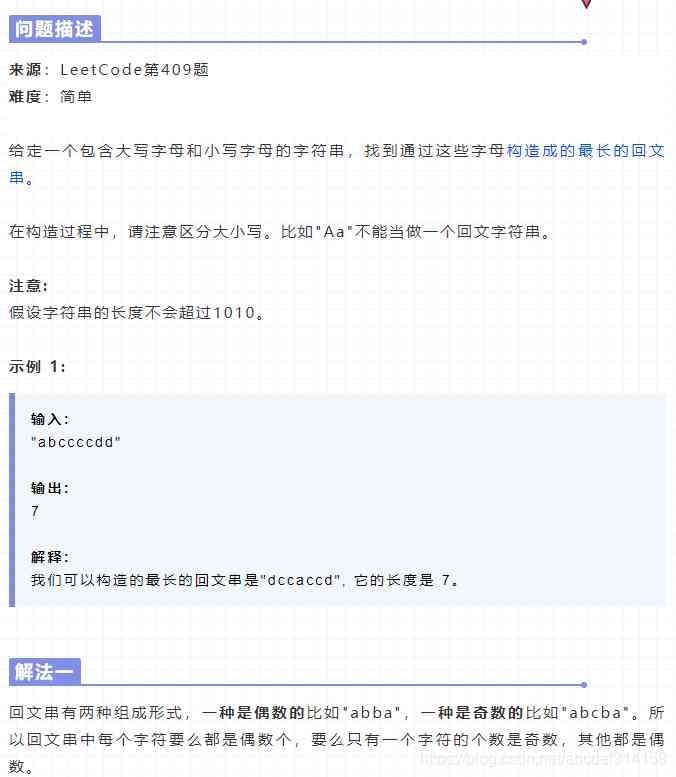 问题描述
来源：LeetCode第409题
难度：简单
给定一个包含大写字母和小写字母的字符串，找到通过这些字母构造成的最长的回文
串。
在构造过程中，请注意区分大小写。比如"Aa"不能当做一个回文字符串。
注意:
假设字符串的长度不会超过1010。
示例 1:
输入:
"abccccdd"
输出:
7
解释:
我们可以构造的最长的回文串是"dccaccd", 它的长度是 7。
解法一
回文串有两种组成形式，一种是偶数的比如"abba"，一种是奇数的比如"abcba"。所
以回文串中每个字符要么都是偶数个，要么只有一个字符的个数是奇数，其他都是偶
数。
https://blog.csdn.net/abcdef314159